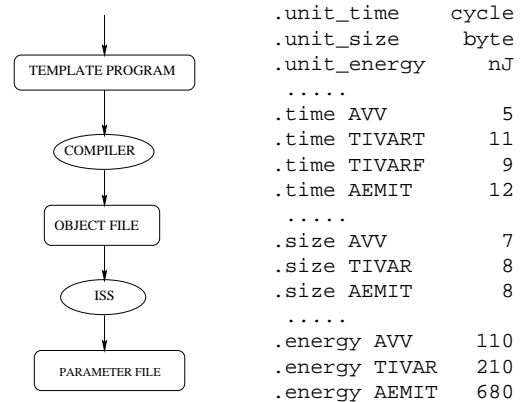 TEMPLATE PROGRAM
COMPILER
OBJECT FILE
ISS
PARAMETER FILE
.unit_time cycle
.unit_size byte
.unit_energy nJ
.....
.time AVV 5
.time TIVART 11
.time TIVARF 9
.time AEMIT 12
.....
.size AVV 7
.size TIVAR 8
.size AEMIT 8
.....
.energy AVV 110
.energy TIVAR 210
.energy AEMIT 680